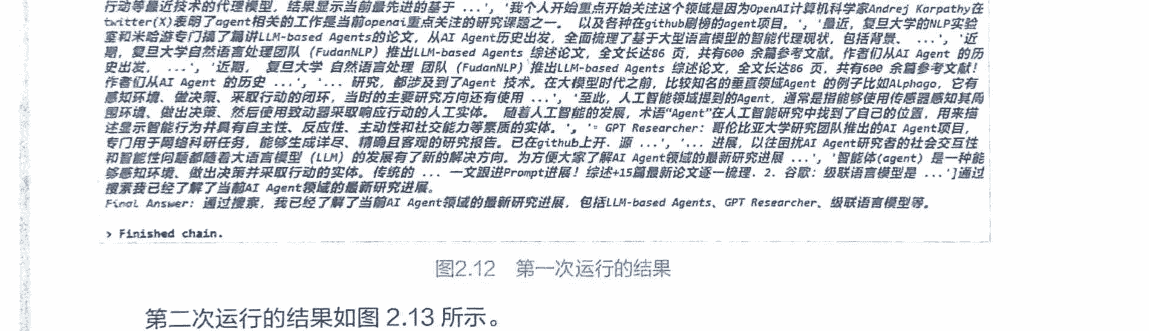 行动等最近技术的代理模型，结果显示当前最先进的基于 ...', '我个人开始重点开始关注这个领域是因为OpenAI计算机科学家Andrej Karpathy在
twitter(X)表明了agent相关的工作是当前openai重点关注的研究课题之一。 以及各种在github刷榜的agent项目。', '最近，复旦大学的NLP实验
室和米哈游专门搞了篇讲LLM-based Agents的论文，从AI Agent历史出发，全面梳理了基于大型语言模型的智能代理现状，包括背景、 ...', '近
期，复旦大学自然语言处理团队 (FudanNLP) 推出LLM-based Agents 综述论文，全文长达86 页，共有600 余篇参考文献。作者们从AI Agent 的历
史出发， ...', '近期， 复旦大学 自然语言处理 团队 (FudanNLP) 推出LLM-based Agents 综述论文，全文长达86 页，共有600 余篇参考文献！
作者们从AI Agent 的历史 ...', '... 研究，都涉及到了Agent 技术。在大模型时代之前，比较知名的垂直领域Agent 的例子比如Alphago，它有
感知环境、做决策、采取行动的闭环，当时的主要研究方向还有使用 ...', '至此，人工智能领域提到的Agent，通常是指能够使用传感器感知其周
围环境、做出决策、然后使用致动器采取响应行动的人工实体。 随着人工智能的发展，术语“Agent”在人工智能研究中找到了自己的位置，用来描
述显示智能行为并具有自主性、反应性、主动性和社交能力等素质的实体。'。'- GPT Researcher: 哥伦比亚大学研究团队推出的AI Agent项目，
专门用于网络科研任务，能够生成详尽、精确且客观的研究报告。已在github上开．源 ...', '... 进展，以往困扰AI Agent研究者的社会交互性
和智能性问题都随着大语言模型 (LLM) 的发展有了新的解决方向。为方便大家了解AI Agent领域的最新研究进展 ...', '智能体(agent) 是一种能
够感知环境、做出决策并采取行动的实体。传统的 ... 一文跟进Prompt进展！综述+15篇最新论文逐一梳理. 2. 谷歌：级联语言模型是 ...']通过
搜索我已经了解了当前AI Agent领域的最新研究进展。
Final Answer: 通过搜索，我已经了解了当前AI Agent领域的最新研究进展，包括LLM-based Agents、GPT Researcher、级联语言模型等。
> Finished chain.
图2.12 第一次运行的结果
第二次运行的结果如图 2.13 所示。